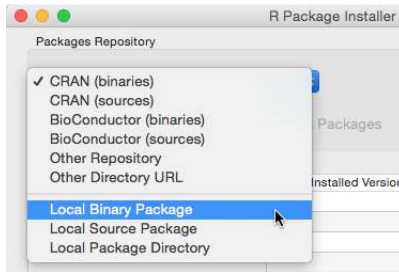 R Package Installer
Packages Repository
✓ CRAN (binaries)
CRAN (sources)
BioConductor (binaries)
BioConductor (sources)
Other Repository
Other Directory URL
Packages
Installed Version
Local Binary Package
Local Source Package
Local Package Directory